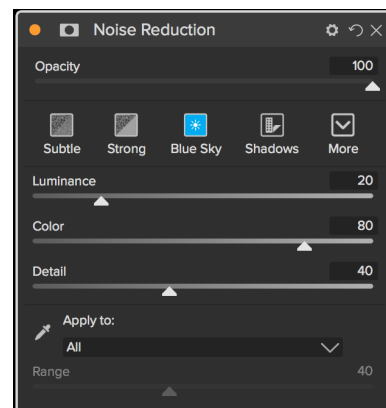 Noise Reduction
Opacity 100
Subtle Strong Blue Sky Shadows More
Luminance 20
Color 80
Detail 40
Apply to:
All
Range 40